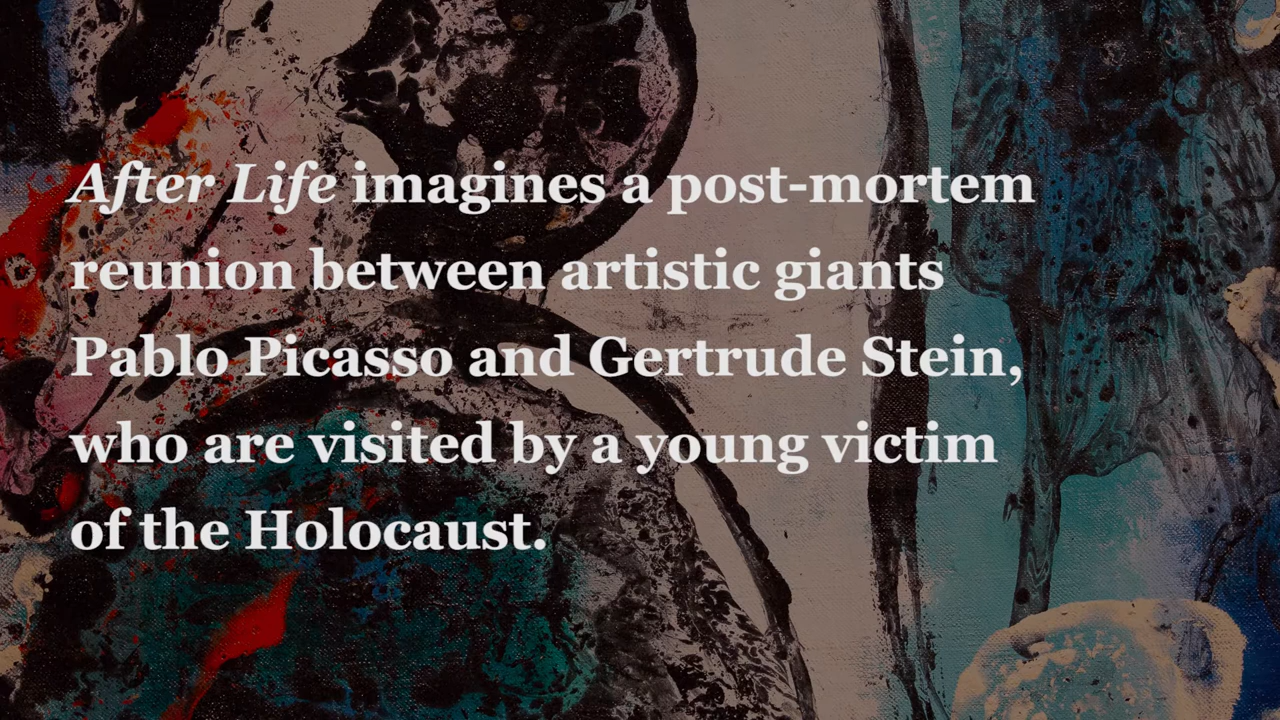 After Life imagines a post-mortem
reunion between artistic giants
Pablo Picasso and Gertrude Stein,
who are visited by a young victim
of the Holocaust.